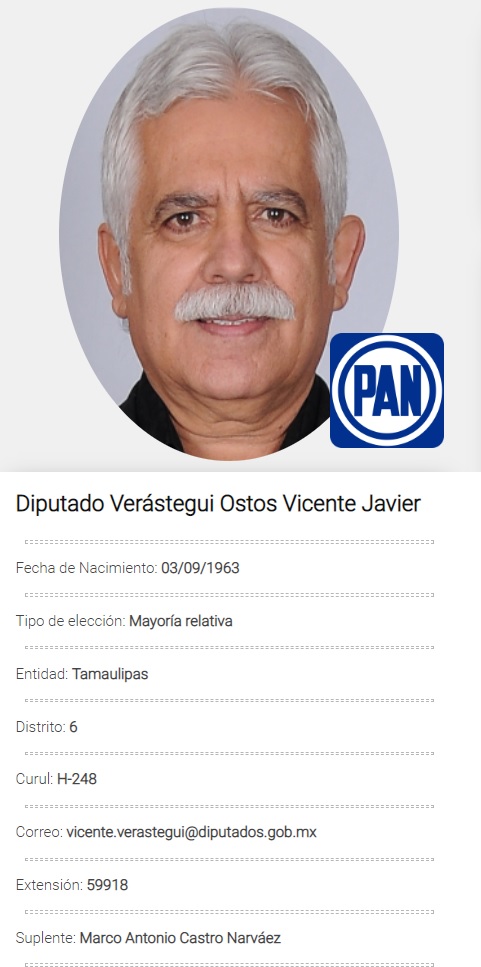 PAN
Diputado Verástegui Ostos Vicente Javier
Fecha de Nacimiento: 03/09/1963
Tipo de elección: Mayoría relativa
Entidad: Tamaulipas
Distrito: 6
Curul: H-248
Correo: vicente.verastegui@diputados.gob.mx
Extensión: 59918
Suplente: Marco Antonio Castro Narváez